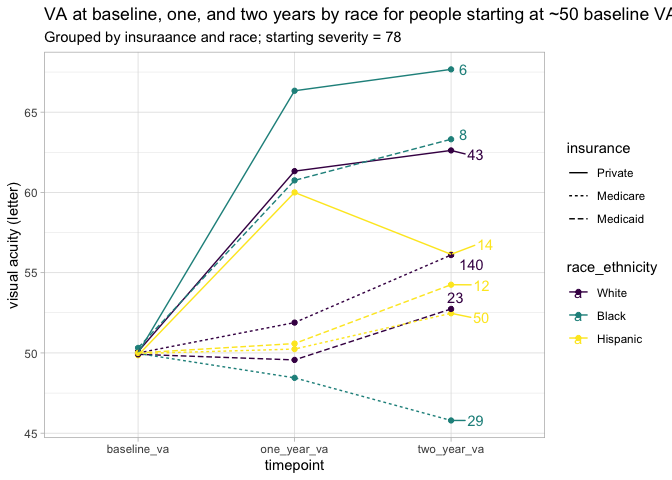 VA at baseline, one, and two years by race for people starting at ~50 baseline VA
Grouped by insuraance and race; starting severity = 78
visual acuity (letter)
65
60
55
50
45
6
8
43
14
140
12
23
50
29
baseline_va
one_year_va
two_year_va
timepoint
insurance
Private
Medicare
Medicaid
race_ethnicity
a White
a Black
a Hispanic